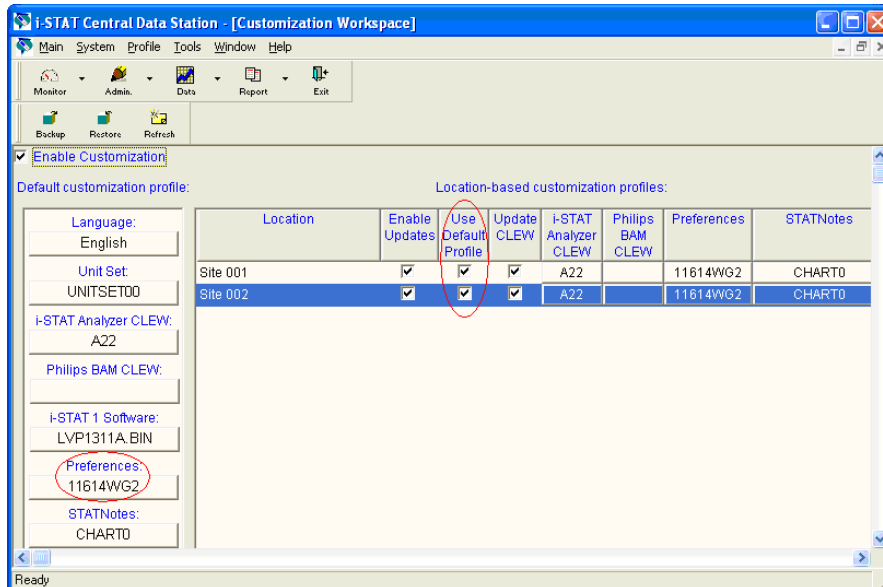 i-STAT Central Data Station - [Customization Workspace]
Main System Profile Tools Window Help
Monitor Admin. Data Report Exit
Backup Restore Refresh
Enable Customization
Default customization profile:
Location-based customization profiles:
Language:
English
Unit Set:
UNITSET00
i-STAT Analyzer CLEW:
A22
Philips BAM CLEW:
i-STAT 1 Software:
LVP1311A.BIN
Preferences:
11614WG2
STATNotes:
CHART0
Location Enable Updates Use Default Profile Update CLEW i-STAT Analyzer CLEW Philips BAM CLEW Preferences STATNotes
Site 001 A22 11614WG2 CHART0
Site 002 A22 11614WG2 CHART0
Ready